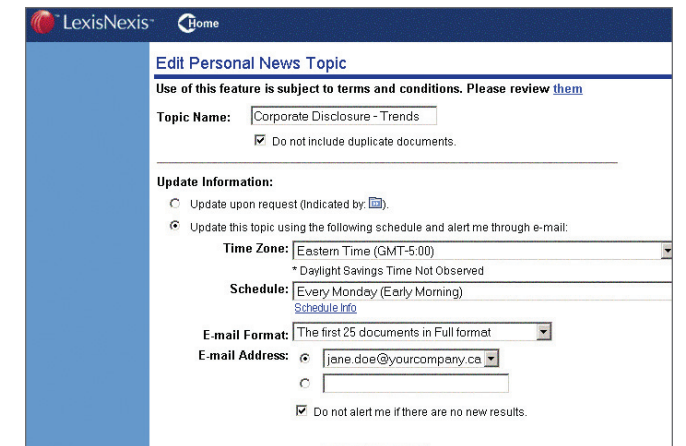 LexisNexis™ Home
Edit Personal News Topic
Use of this feature is subject to terms and conditions. Please review them
Topic Name: Corporate Disclosure - Trends
Do not include duplicate documents.
Update Information:
Update upon request (Indicated by: ).
Update this topic using the following schedule and alert me through e-mail:
Time Zone: Eastern Time (GMT-5:00)
* Daylight Savings Time Not Observed
Schedule: Every Monday (Early Morning)
Schedule Info
E-mail Format: The first 25 documents in Full format
E-mail Address: jane.doe@yourcompany.ca
Do not alert me if there are no new results.